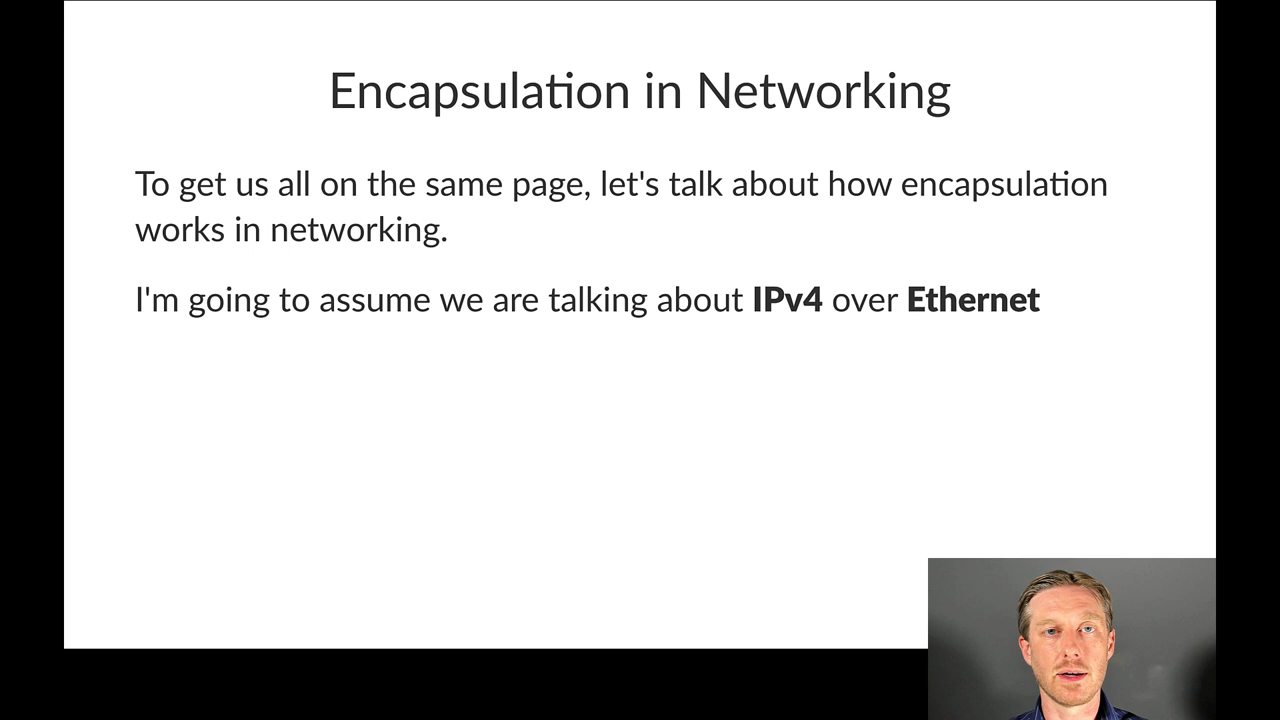 Encapsulation in Networking
To get us all on the same page, let's talk about how encapsulation
works in networking.
I'm going to assume we are talking about IPv4 over Ethernet